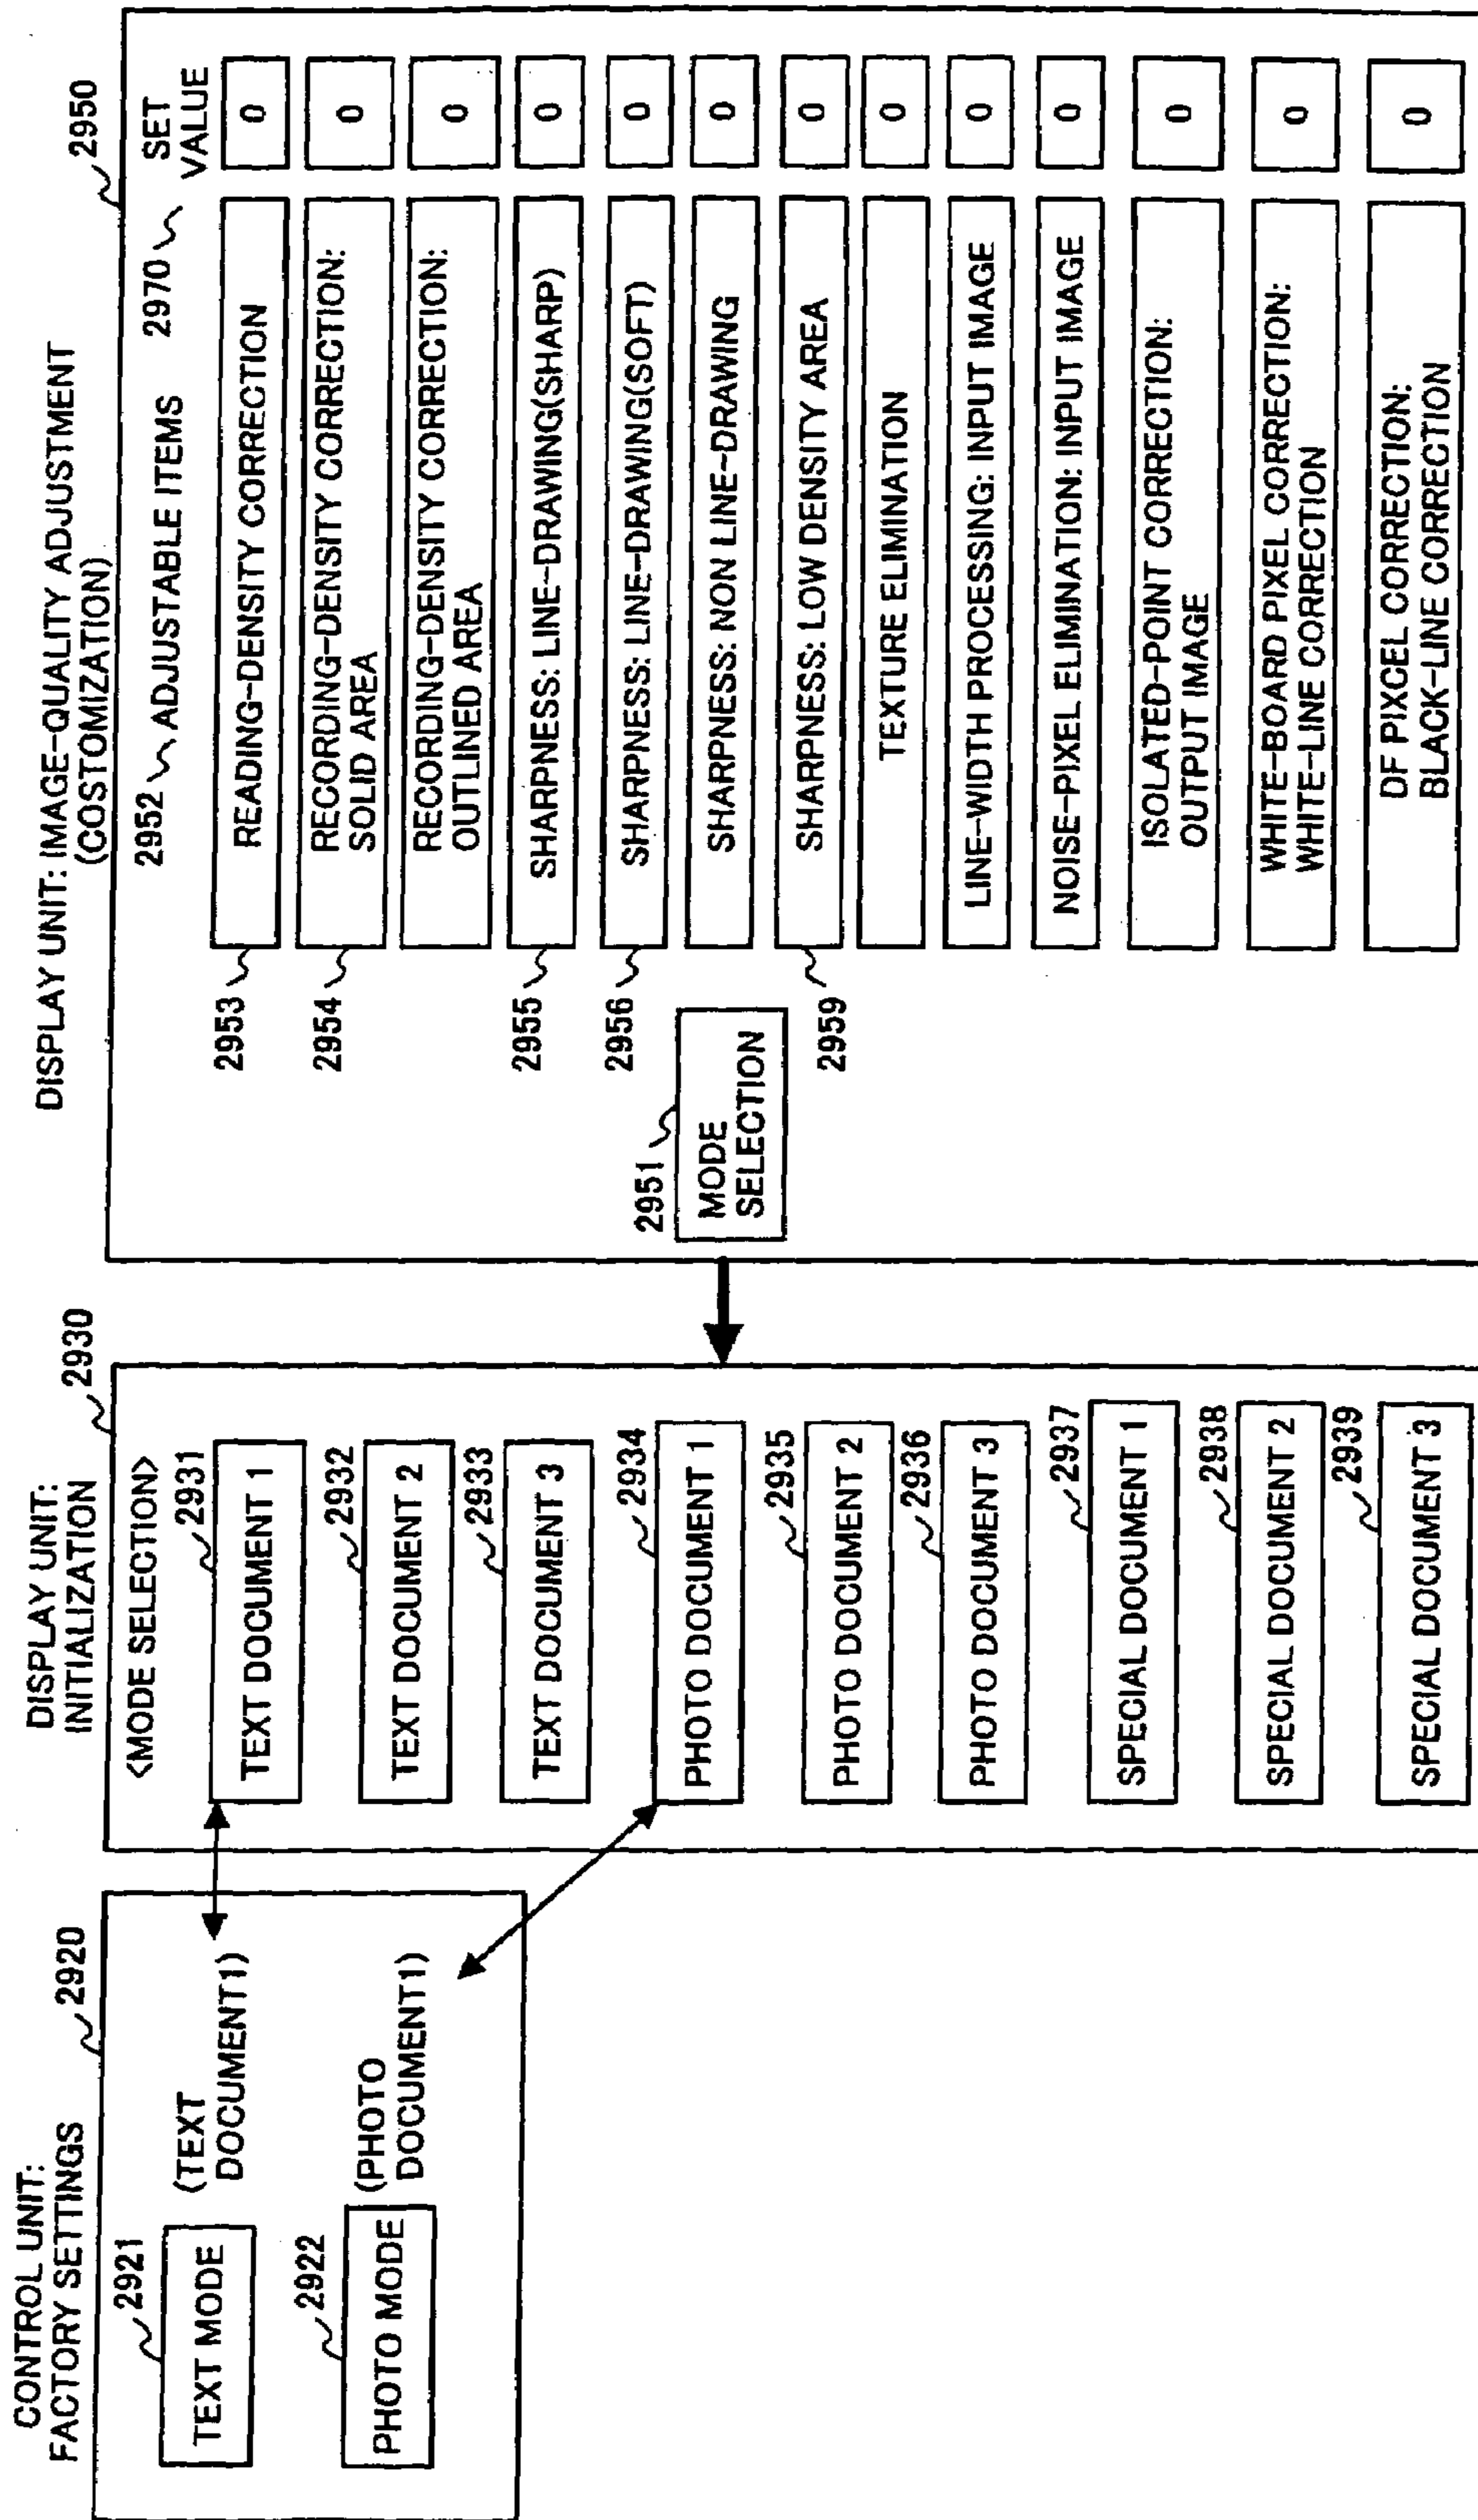 CONTROL UNIT:
FACTORY SETTINGS
2920
2921
TEXT MODE
(TEXT
DOCUMENT1)
2922
PHOTO MODE
(PHOTO
DOCUMENT1)
DISPLAY UNIT:
INITIALIZATION
2930
<MODE SELECTION>
2931
TEXT DOCUMENT 1
2932
TEXT DOCUMENT 2
2933
TEXT DOCUMENT 3
2934
PHOTO DOCUMENT 1
2935
PHOTO DOCUMENT 2
2936
PHOTO DOCUMENT 3
2937
SPECIAL DOCUMENT 1
2938
SPECIAL DOCUMENT 2
2939
SPECIAL DOCUMENT 3
DISPLAY UNIT: IMAGE-QUALITY ADJUSTMENT
(COSTOMIZATION)
2950
2951
MODE
SELECTION
2952 ADJUSTABLE ITEMS 2970 SET
VALUE
2953 READING-DENSITY CORRECTION 0
2954 RECORDING-DENSITY CORRECTION: 0
SOLID AREA
RECORDING-DENSITY CORRECTION: 0
OUTLINED AREA
2955 SHARPNESS: LINE-DRAWING(SHARP) 0
2956 SHARPNESS: LINE-DRAWING(SOFT) 0
SHARPNESS: NON LINE-DRAWING 0
2959 SHARPNESS: LOW DENSITY AREA 0
TEXTURE ELIMINATION 0
LINE-WIDTH PROCESSING: INPUT IMAGE 0
NOISE-PIXEL ELIMINATION: INPUT IMAGE 0
ISOLATED-POINT CORRECTION: 0
OUTPUT IMAGE
WHITE-BOARD PIXEL CORRECTION: 0
WHITE-LINE CORRECTION
DF PIXCEL CORRECTION: 0
BLACK-LINE CORRECTION